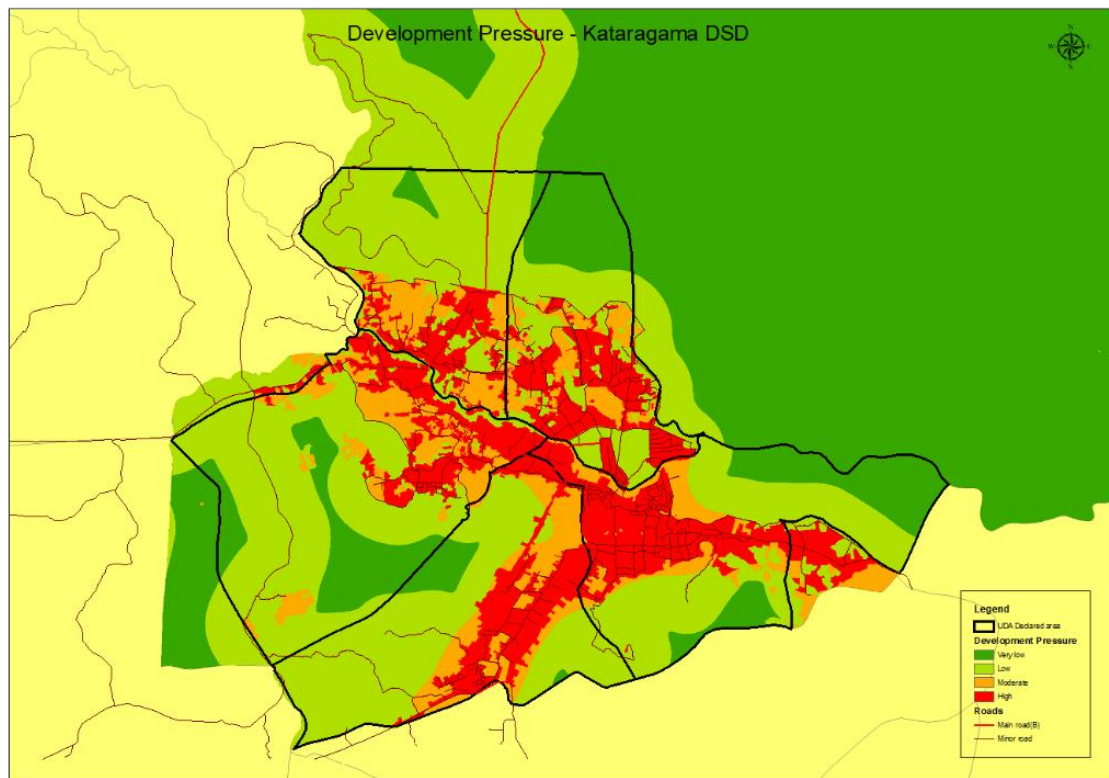 Development Pressure - Kataragama DSD
N
W
E
S
Legend
UDA Declared area
Development Pressure
Very low
Low
Moderate
High
Roads
Main road(B)
Minor road